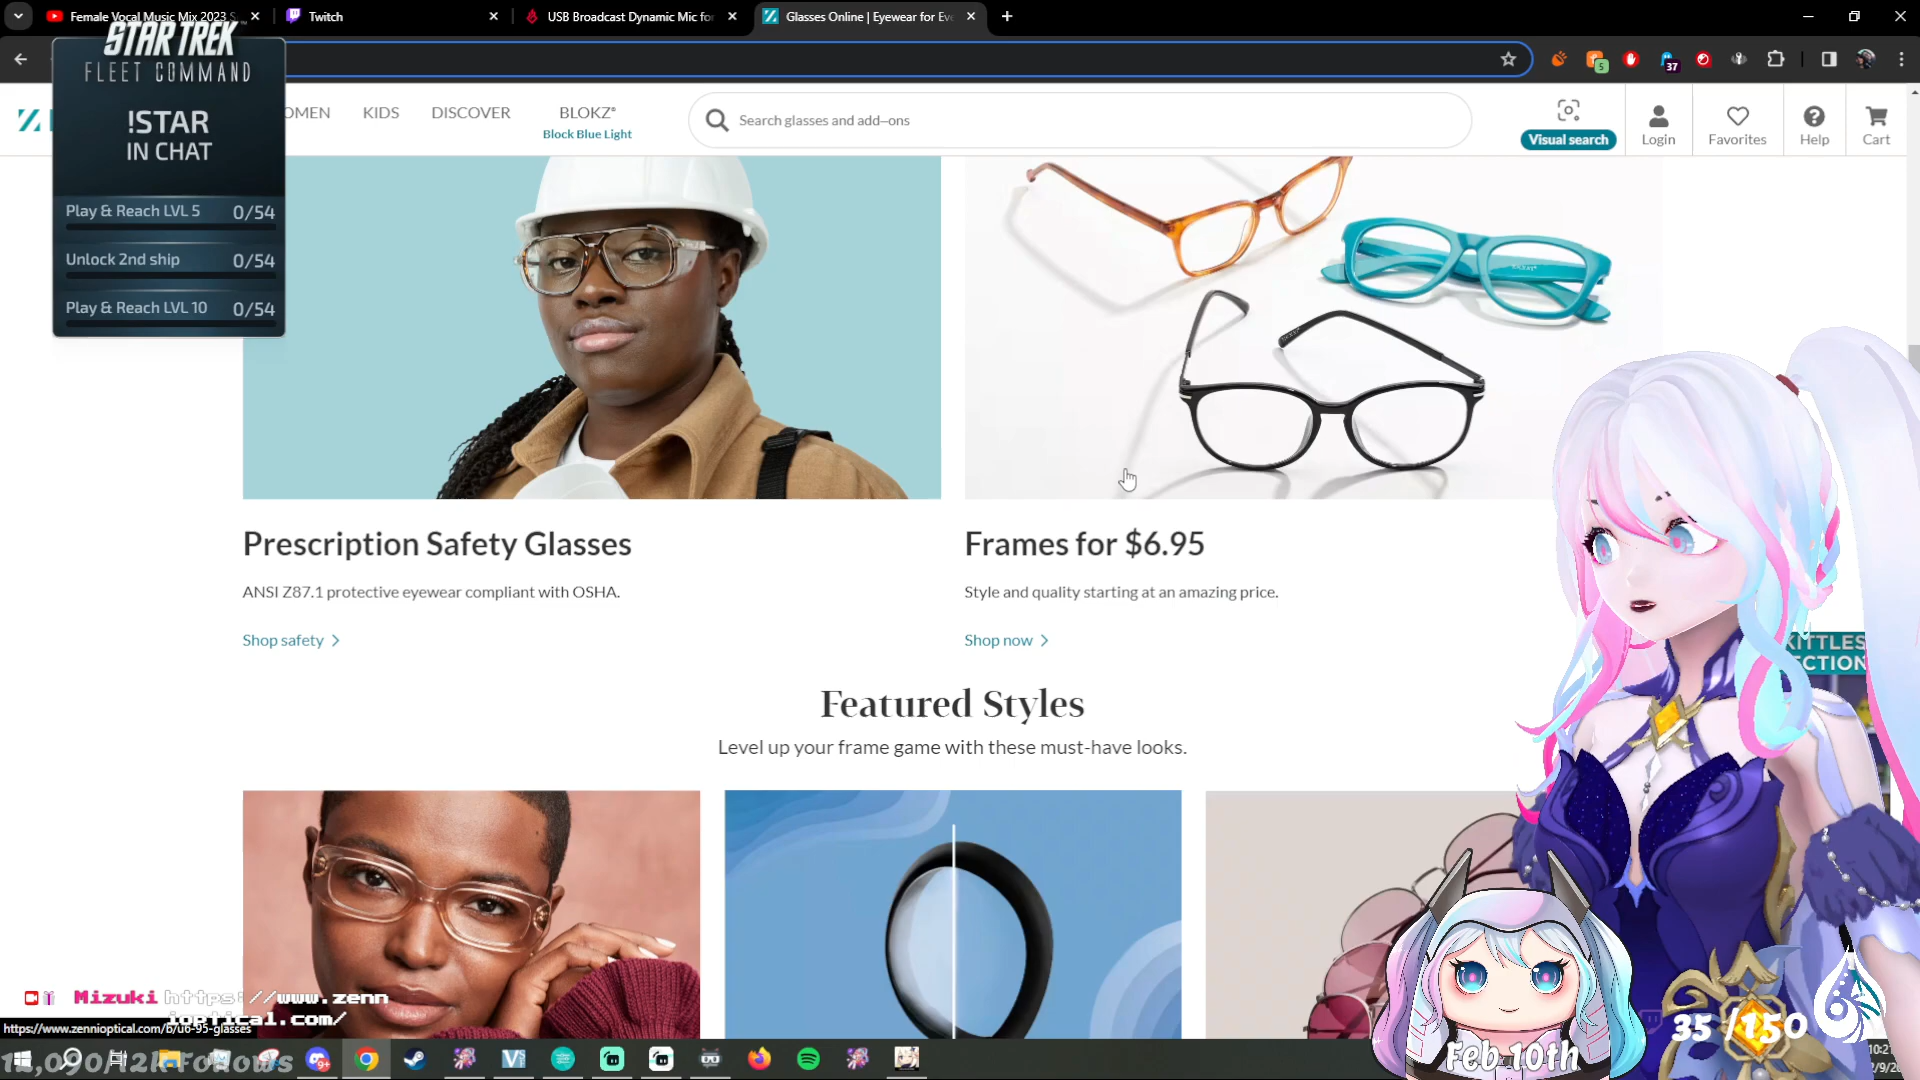 Female Vocal Music Mix 2023
Twitch
USB Broadcast Dynamic Mic for
Glasses Online | Eyewear for Eve
STAR TREK
FLEET COMMAND
!STAR
IN CHAT
Play & Reach LVL 5 0/54
Unlock 2nd ship 0/54
Play & Reach LVL 10 0/54
5
37
OMEN
KIDS
DISCOVER
BLOKZ®
Block Blue Light
Search glasses and add-ons
Visual search
Login
Favorites
Help
Cart
Prescription Safety Glasses
ANSI Z87.1 protective eyewear compliant with OSHA.
Shop safety
Frames for $6.95
Style and quality starting at an amazing price.
Shop now
Featured Styles
Level up your frame game with these must-have looks.
Mizuki https://www.zenn
ioptical.com/
https://www.zennioptical.com/b/u6-95-glasses
Feb 10th
35 /150